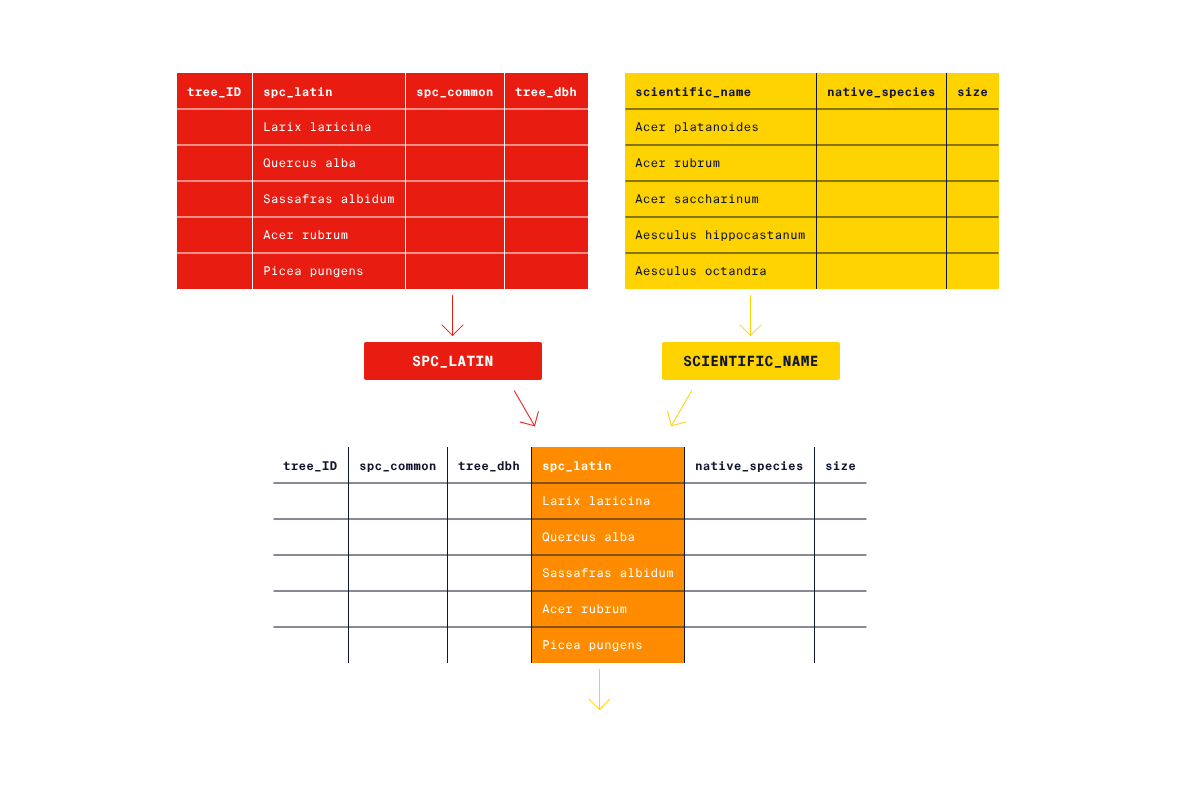 tree_ID spc_latin spc_common tree_dbh
Larix laricina
Quercus alba
Sassafras albidum
Acer rubrum
Picea pungens
scientific_name native_species size
Acer platanoides
Acer rubrum
Acer saccharinum
Aesculus hippocastanum
Aesculus octandra
SPC_LATIN
SCIENTIFIC_NAME
tree_ID spc_common tree_dbh spc_latin native_species size
Larix laricina
Quercus alba
Sassafras albidum
Acer rubrum
Picea pungens